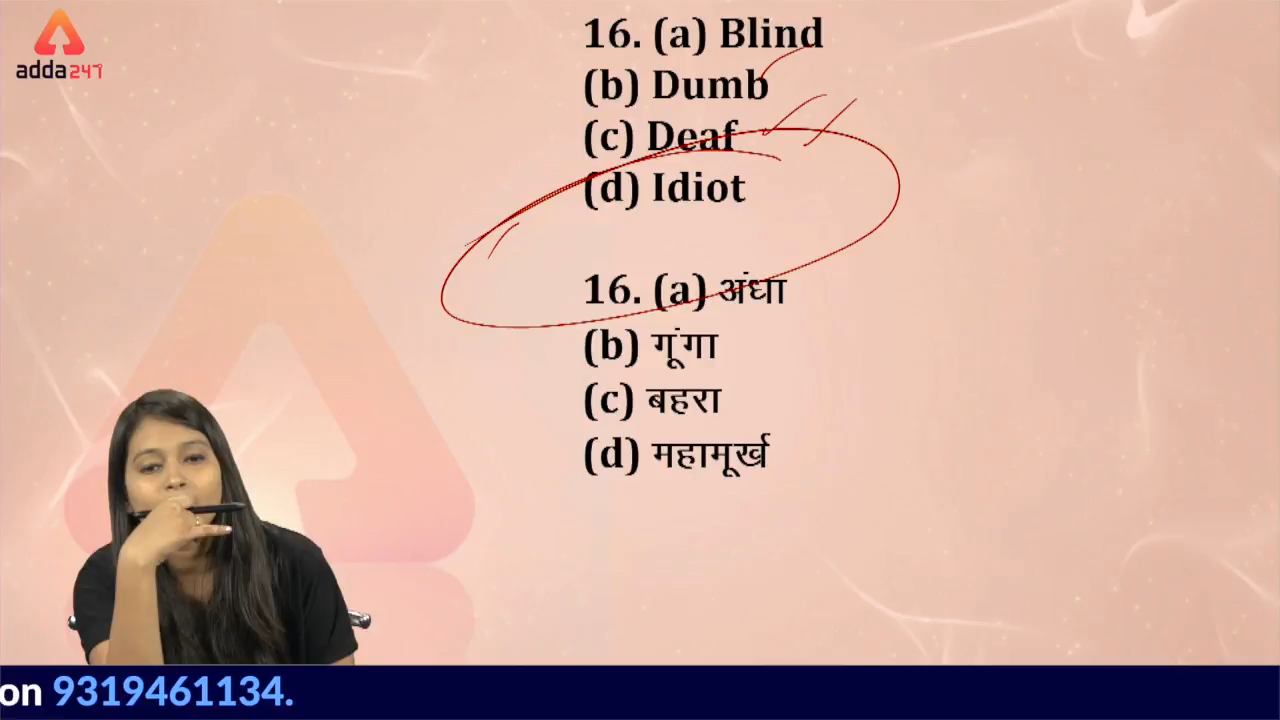 adda247
16. (a) Blind
(b) Dumb
(c) Deaf
(d) Idiot
16. (a) अंधा
(b) गूंगा
(c) बहरा
(d) महामूर्ख
on 9319461134.